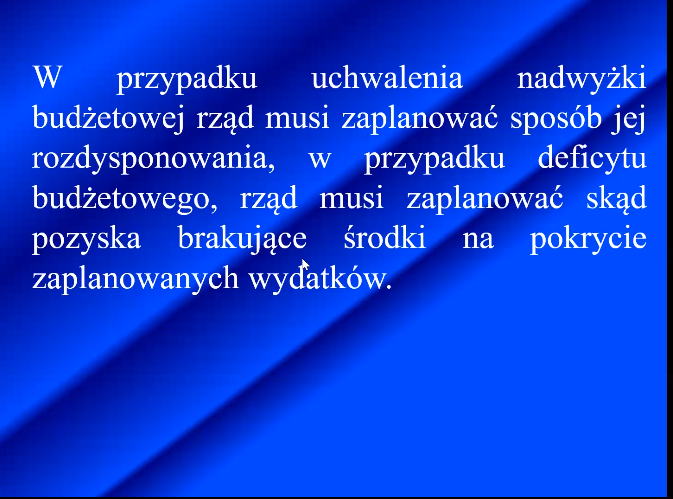 W przypadku uchwalenia nadwyżki
budżetowej rząd musi zaplanować sposób jej
rozdysponowania, w przypadku deficytu
budżetowego, rząd musi zaplanować skąd
pozyska brakujące środki na pokrycie
zaplanowanych wydatków.